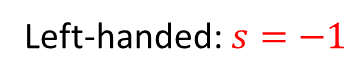 Left-handed: s = −1